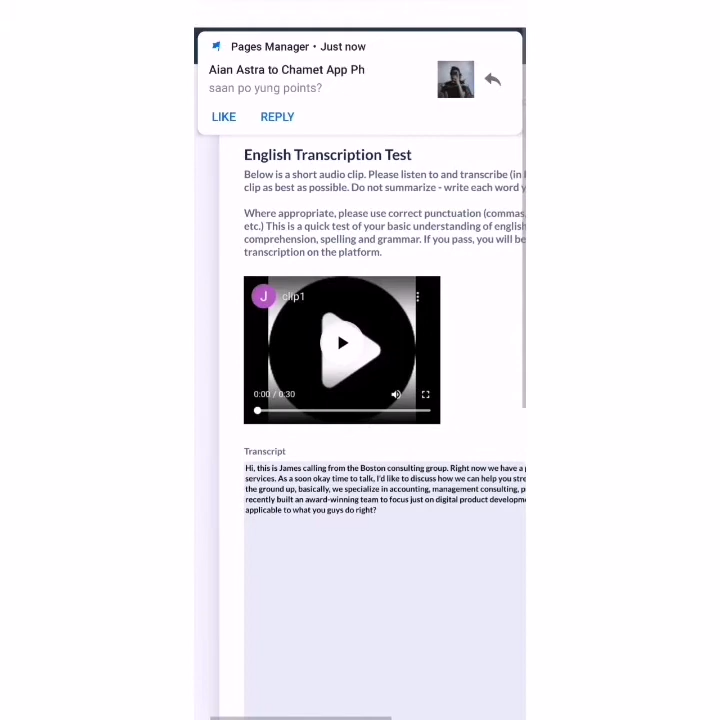 Pages Manager • Just now
Aian Astra to Chamet App Ph
saan po yung points?
LIKE REPLY
English Transcription Test
Below is a short audio clip. Please listen to and transcribe (in
clip as best as possible. Do not summarize - write each word
Where appropriate, please use correct punctuation (commas,
etc.) This is a quick test of your basic understanding of english
comprehension, spelling and grammar. If you pass, you will be
transcription on the platform.
J clip1
0:00 / 0:30
Transcript
Hi, this is James calling from the Boston consulting group. Right now we have a
services. As a soon okay time to talk, I'd like to discuss how we can help you
the ground up, basically, we specialize in accounting, management consulting,
recently built an award-winning team to focus just on digital product
applicable to what you guys do right?